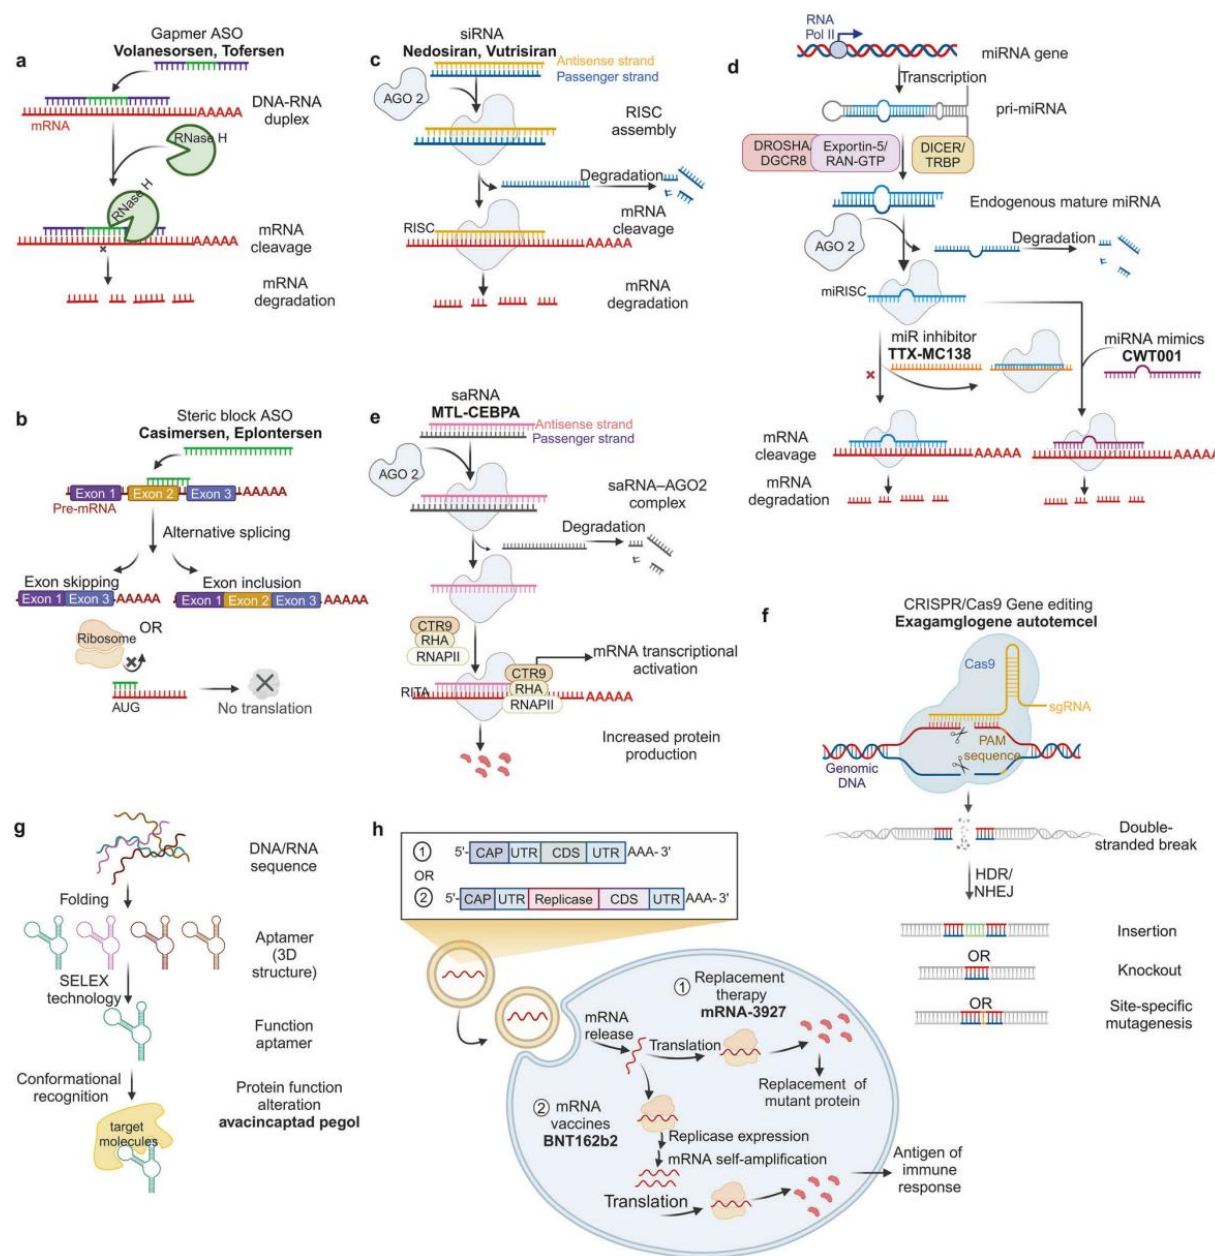 a
Gapmer ASO
Volanesorsen, Tofersen
mRNA
AAAAA
DNA-RNA
duplex
RNase H
RNase H
AAAAA
mRNA
cleavage
mRNA
degradation
b
Steric block ASO
Casimersen, Eplontersen
Exon 1
Exon 2
Exon 3
AAAAA
Pre-mRNA
Alternative splicing
Exon skipping
Exon 1
Exon 3
AAAAA
Exon inclusion
Exon 1
Exon 2
Exon 3
AAAAA
Ribosome
OR
AUG
No translation
c
siRNA
Nedosiran, Vutrisiran
Antisense strand
Passenger strand
AGO 2
RISC
assembly
Degradation
mRNA
cleavage
RISC
AAAAA
mRNA
degradation
d
RNA
Pol II
miRNA gene
Transcription
pri-miRNA
DROSHA/
DGCR8
Exportin-5/
RAN-GTP
DICER/
TRBP
Endogenous mature miRNA
AGO 2
Degradation
miRISC
miR inhibitor
TTX-MC138
miRNA mimics
CWT001
mRNA
cleavage
AAAAA
AAAAA
mRNA
degradation
e
saRNA
MTL-CEBPA
Antisense strand
Passenger strand
AGO 2
saRNA–AGO2
complex
Degradation
CTR9
RHA
RNAPII
mRNA transcriptional
activation
CTR9
RHA
RNAPII
RITA
AAAAA
Increased protein
production
f
CRISPR/Cas9 Gene editing
Exagamglogene autotemcel
Cas9
sgRNA
PAM
sequence
Genomic
DNA
Double-
stranded break
HDR/
NHEJ
Insertion
OR
Knockout
OR
Site-specific
mutagenesis
g
DNA/RNA
sequence
Folding
Aptamer
(3D
structure)
SELEX
technology
Function
aptamer
Conformational
recognition
Protein function
alteration
avacincaptad pegol
target
molecules
h
1 5'- CAP UTR CDS UTR AAA- 3'
OR
2 5'- CAP UTR Replicase CDS UTR AAA- 3'
1 Replacement
therapy
mRNA-3927
mRNA
release
Translation
Replacement of
mutant protein
2 mRNA
vaccines
BNT162b2
Replicase expression
mRNA self-amplification
Translation
Antigen of
immune
response